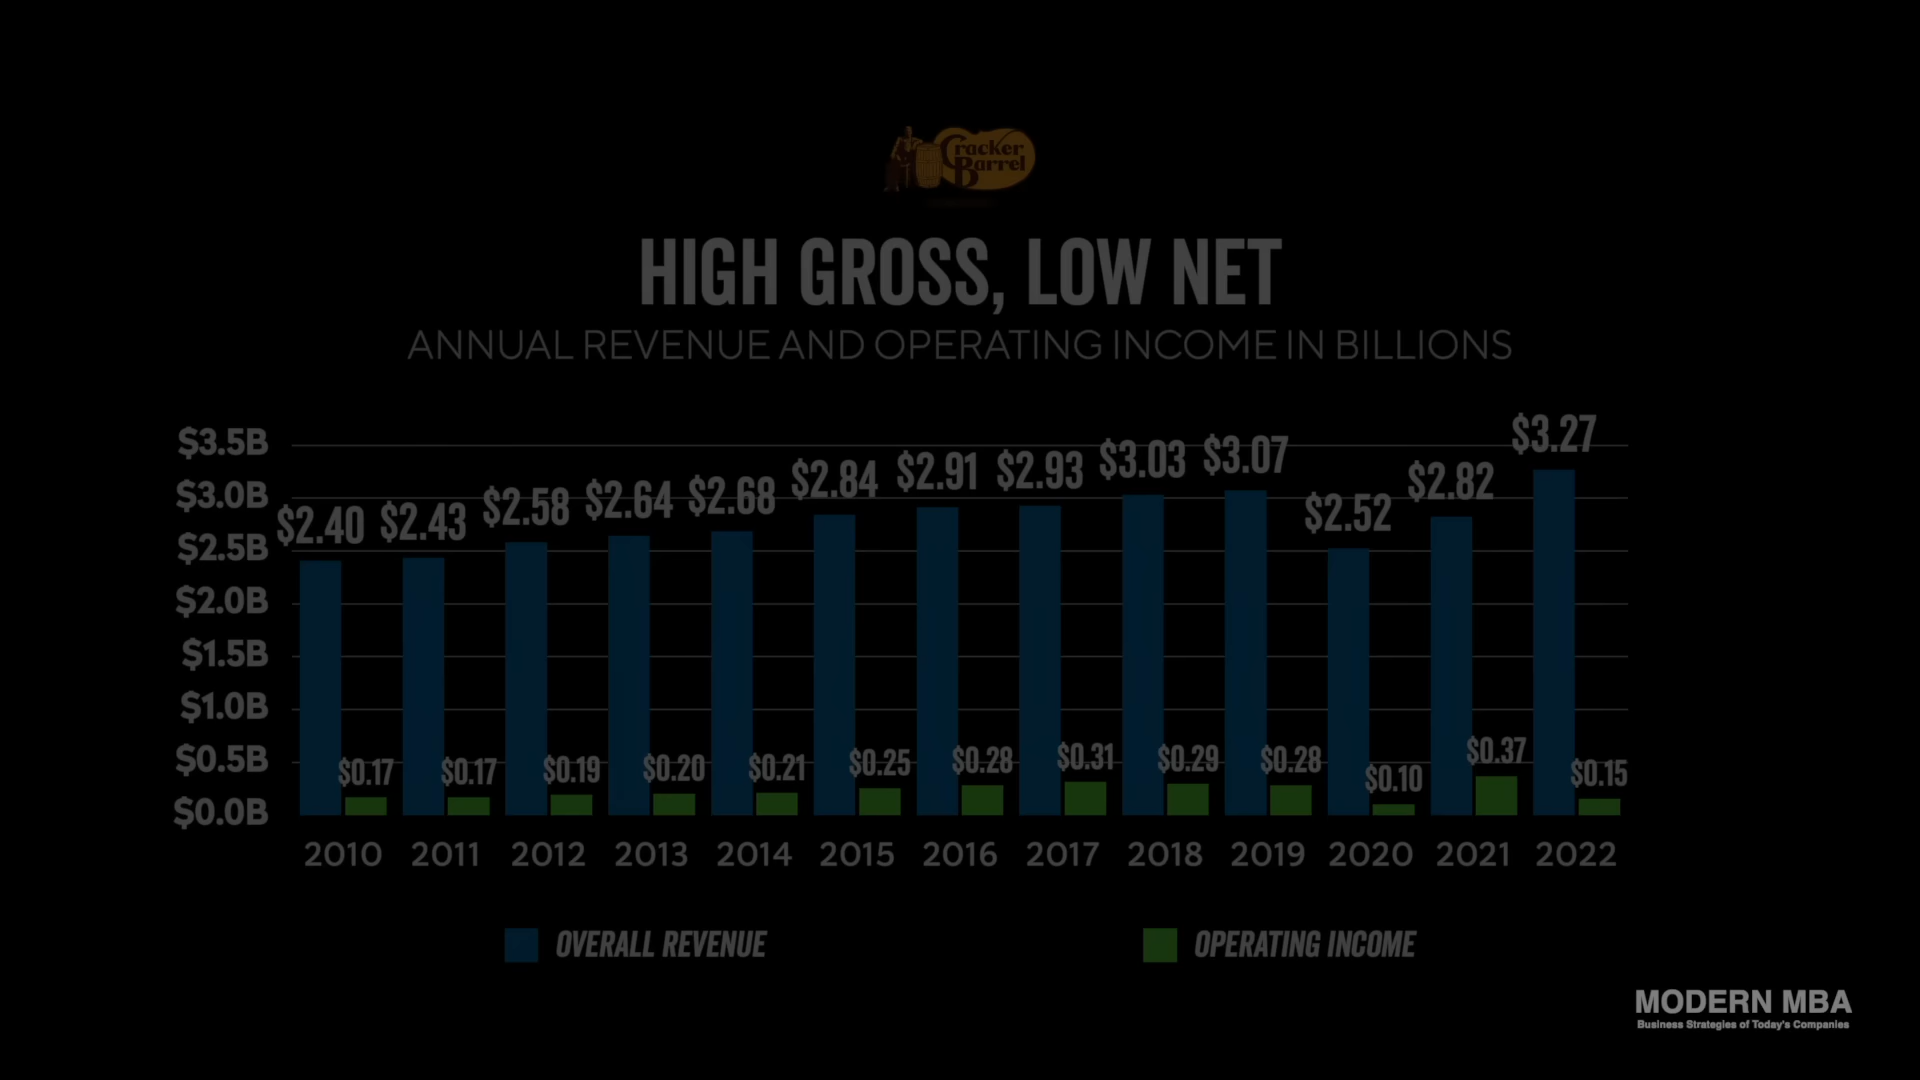 Cracker
Barrel
HIGH GROSS, LOW NET
ANNUAL REVENUE AND OPERATING INCOME IN BILLIONS
$3.5B
$3.0B
$2.5B
$2.0B
$1.5B
$1.0B
$0.5B
$0.0B
$2.40 $2.43 $2.58 $2.64 $2.68 $2.84 $2.91 $2.93 $3.03 $3.07 $2.52 $2.82 $3.27
$0.17 $0.17 $0.19 $0.20 $0.21 $0.25 $0.28 $0.31 $0.29 $0.28 $0.10 $0.37 $0.15
2010 2011 2012 2013 2014 2015 2016 2017 2018 2019 2020 2021 2022
OVERALL REVENUE OPERATING INCOME
MODERN MBA
Business Strategies of Today's Companies